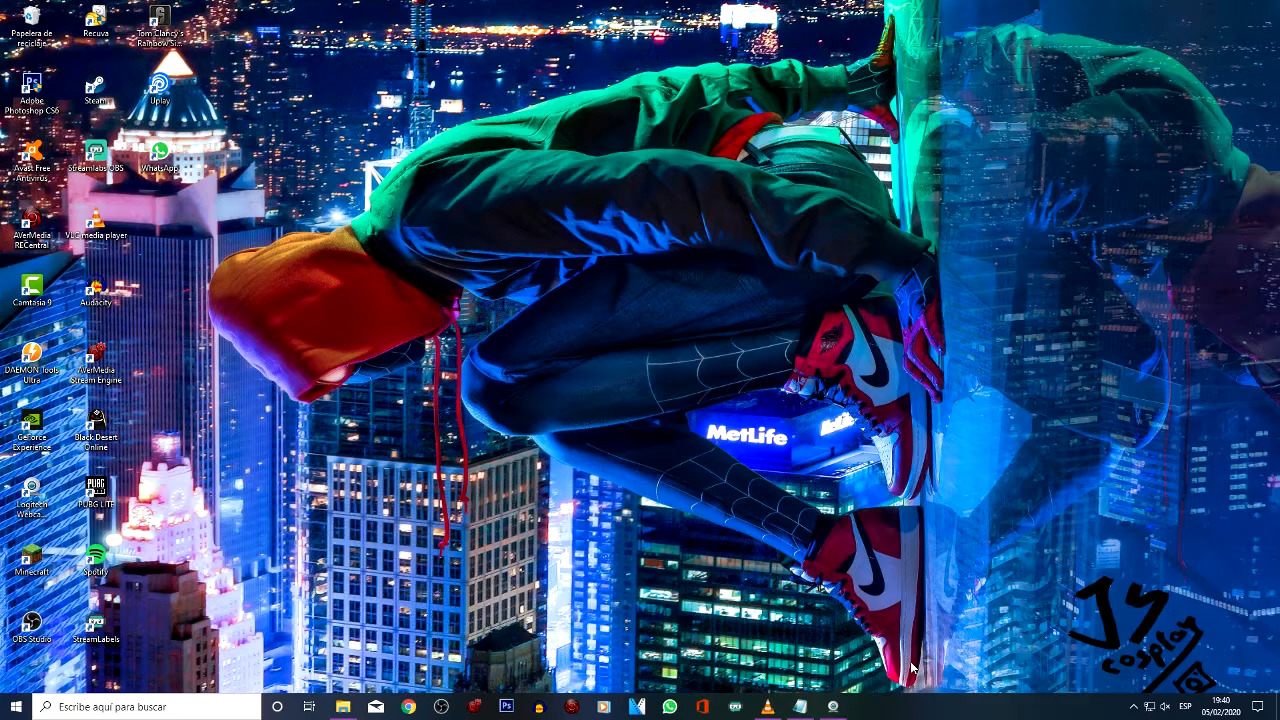 Papelera de
reciclaje
Recuva
Tom Clancy's
Rainbow Si...
Adobe
Photoshop CS6
Steam
Uplay
Avast Free
Antivirus
Streamlabs OBS
WhatsApp
AVerMedia
RECentral
VLC media player
Camtasia 9
Audacity
DAEMON Tools
Ultra
AVerMedia
Stream Engine
GeForce
Experience
Black Desert
Online
Logitech
Webca...
PUBG LITE
Minecraft
Spotify
OBS Studio
StreamLabels
MetLife
JY
cosplay
Escribe aquí para buscar
ESP
19:40
05/02/2020